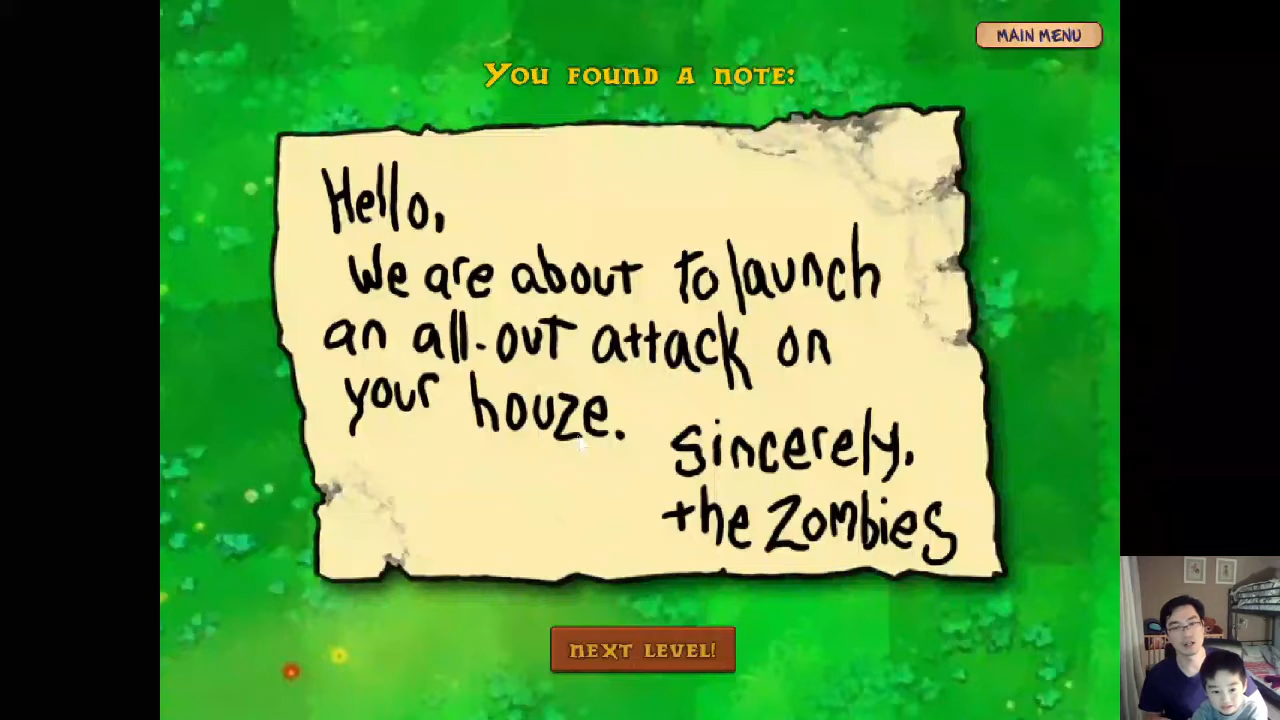 MAIN MENU
You found a note:
Hello,
We are about to launch
an all-out attack on
your houze.
sincerely,
the Zombies
NEXT LEVEL!